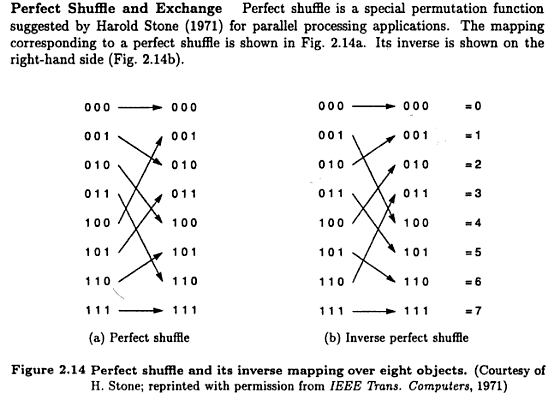 Perfect Shuffle and Exchange Perfect shuffle is a special permutation function
suggested by Harold Stone (1971) for parallel processing applications. The mapping
corresponding to a perfect shuffle is shown in Fig. 2.14a. Its inverse is shown on the
right-hand side (Fig. 2.14b).
000 000 000 000 =0
001 001 001 001 =1
010 010 010 010 =2
011 011 011 011 =3
100 100 100 100 =4
101 101 101 101 =5
110 110 110 110 =6
111 111 111 111 =7
(a) Perfect shuffle (b) Inverse perfect shuffle
Figure 2.14 Perfect shuffle and its inverse mapping over eight objects. (Courtesy of
H. Stone; reprinted with permission from IEEE Trans. Computers, 1971)